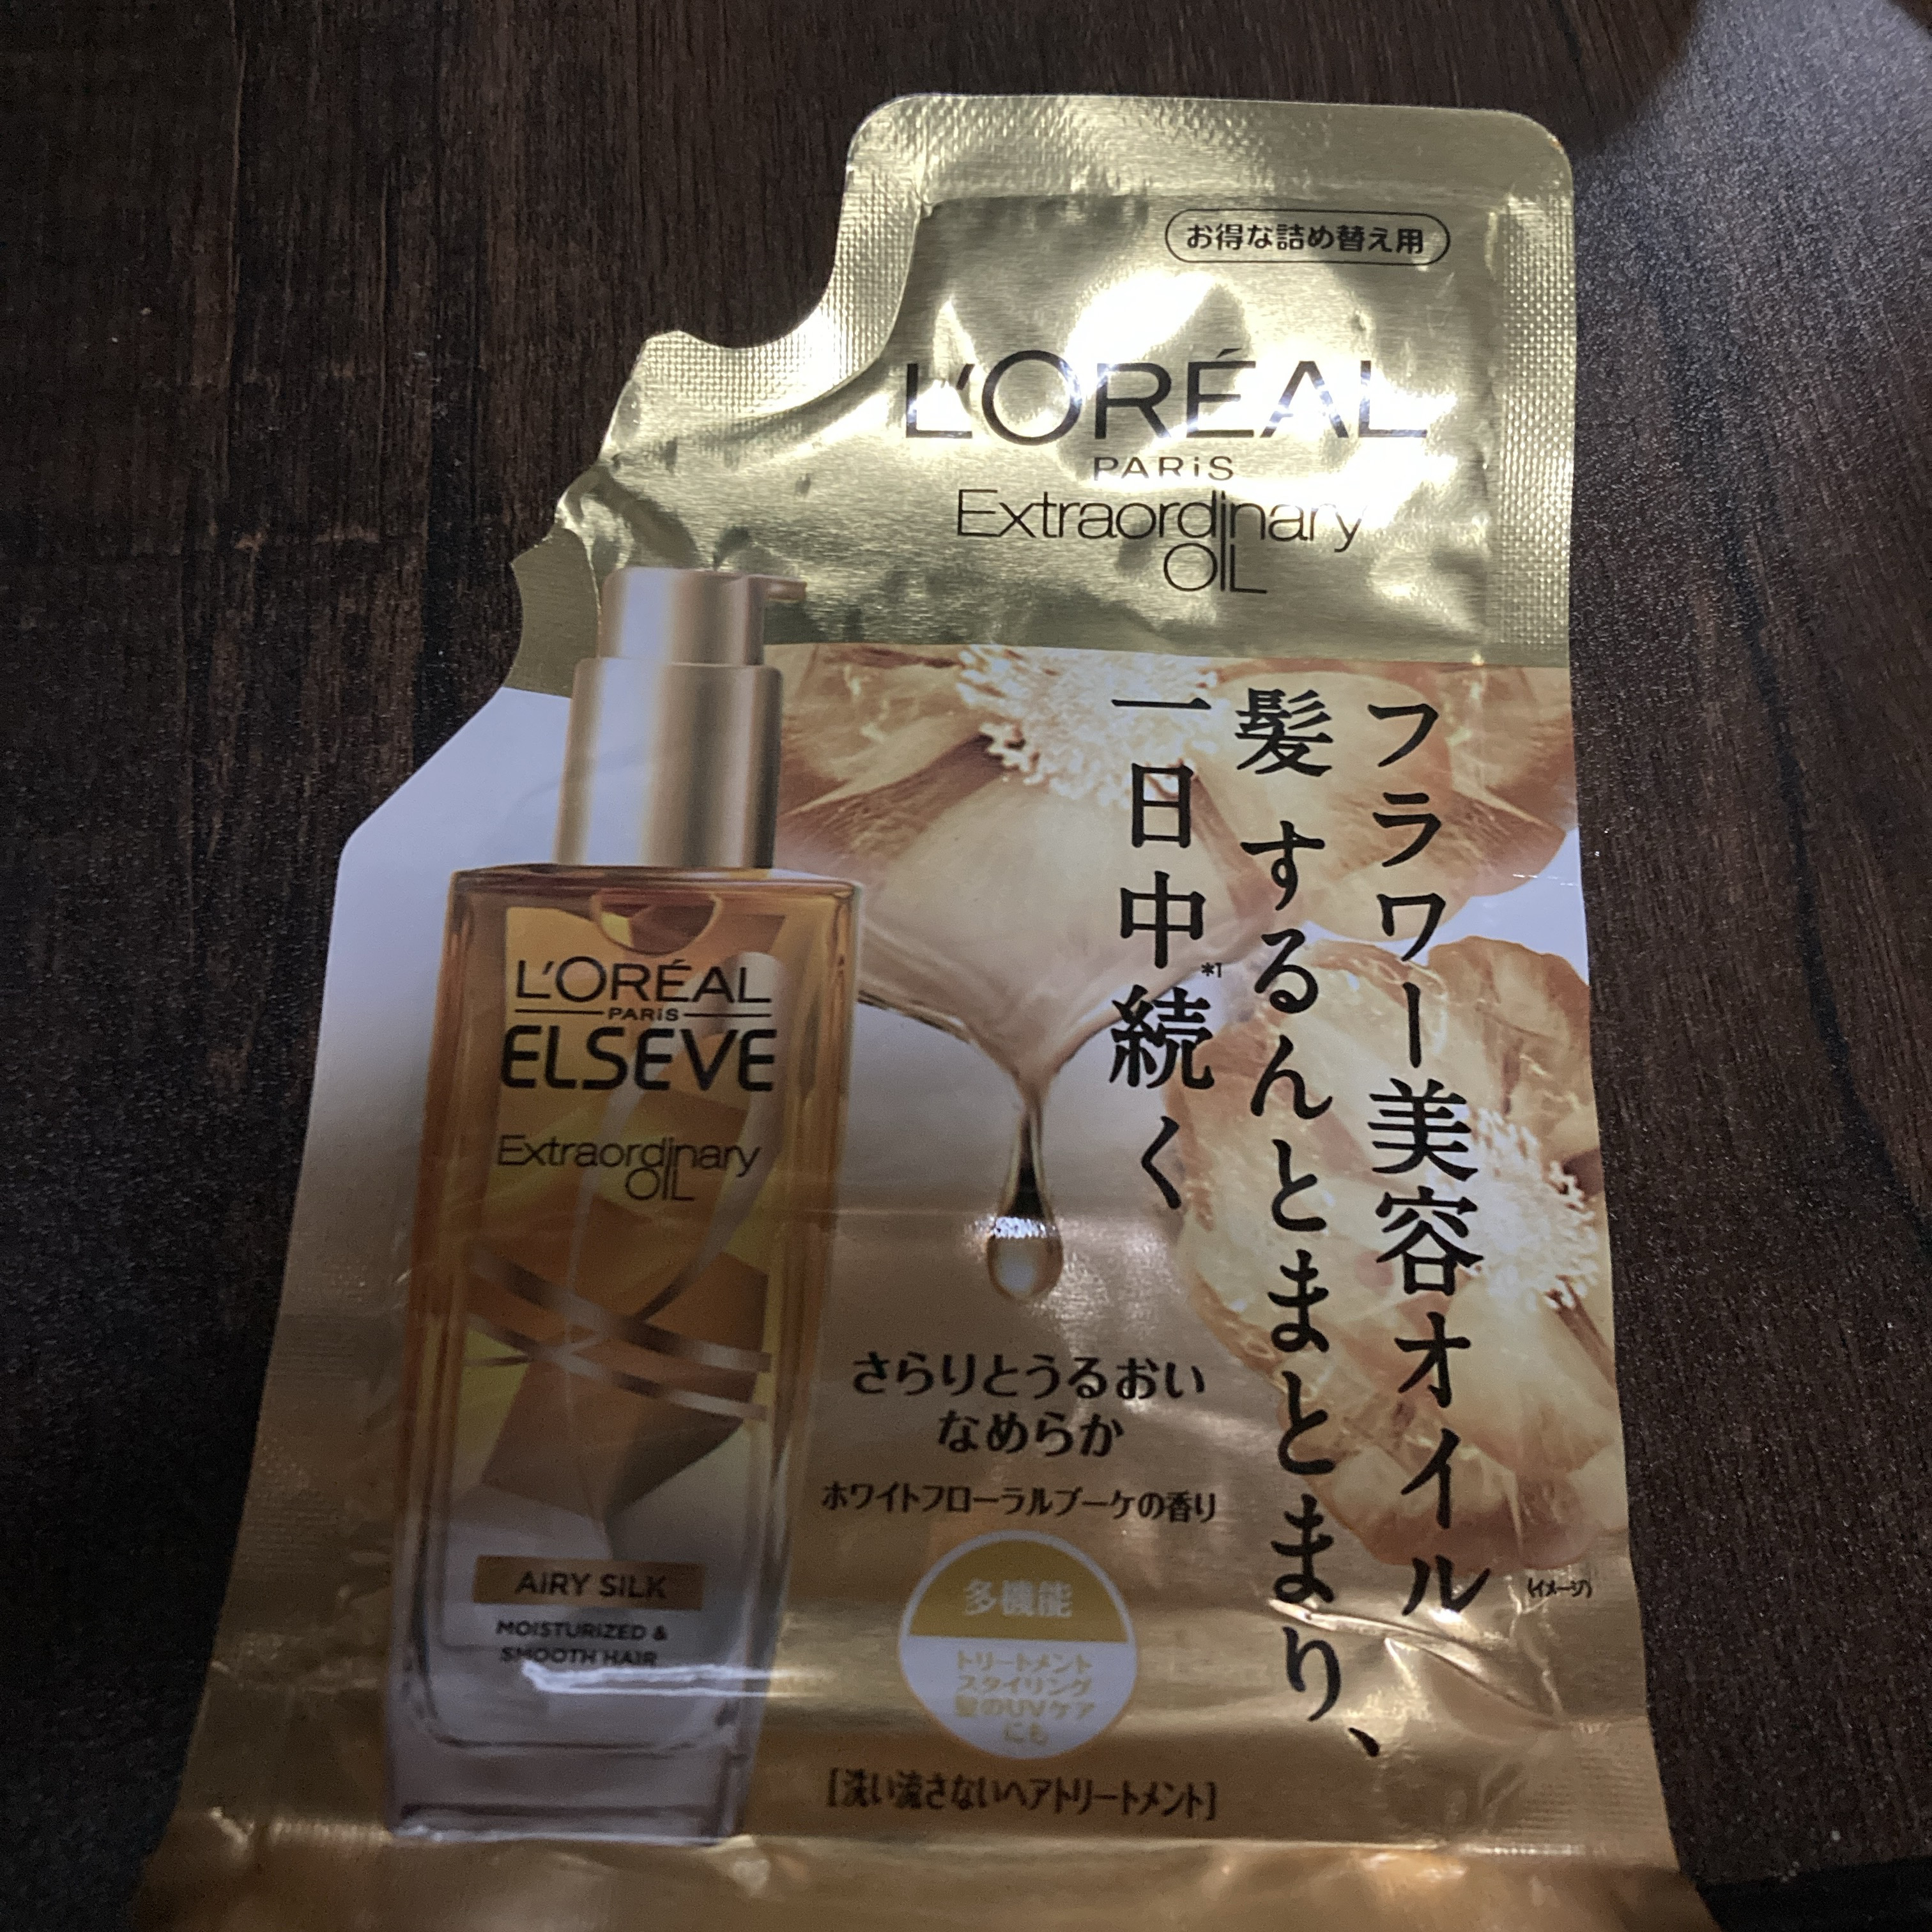 お得な詰め替え用
L'ORÉAL
PARIS
Extraordinary
OIL
フラワー美容オイル
髪 するんとまとまり、
一日中続く
*1
(イメージ)
L'ORÉAL
PARIS
ELSEVE
Extraordinary
OIL
AIRY SILK
MOISTURIZED &
SMOOTH HAIR
さらりとうるおい
なめらか
ホワイトフローラルブーケの香り
多機能
トリートメント
スタイリング
髪のUVケア
にも
[洗い流さないヘアトリートメント]